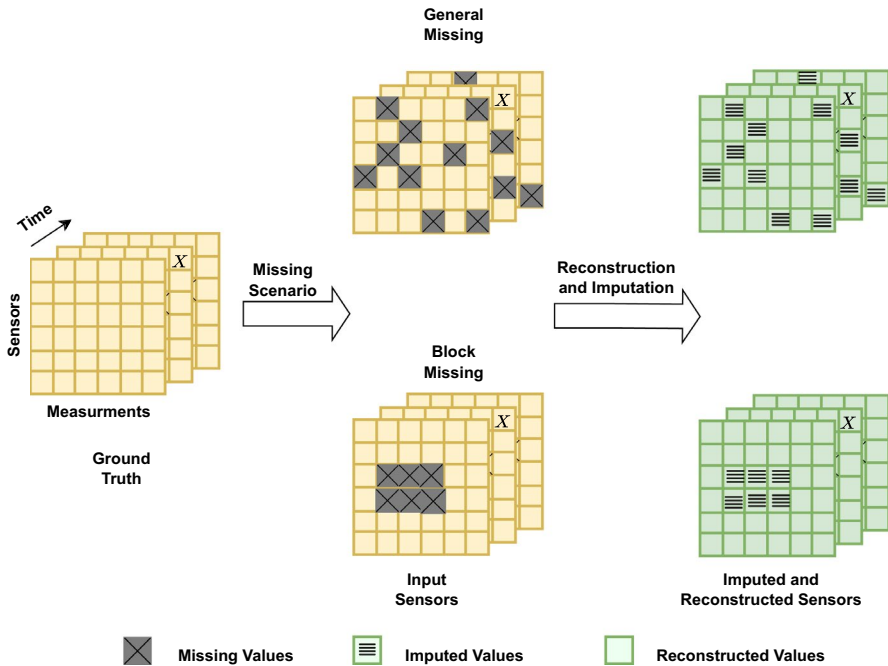 General
Missing
X
X
Time
X
Sensors
Missing
Scenario
Reconstruction
and Imputation
Measurments
Block
Missing
X
X
Ground
Truth
Input
Sensors
Imputed and
Reconstructed Sensors
Missing Values
Imputed Values
Reconstructed Values